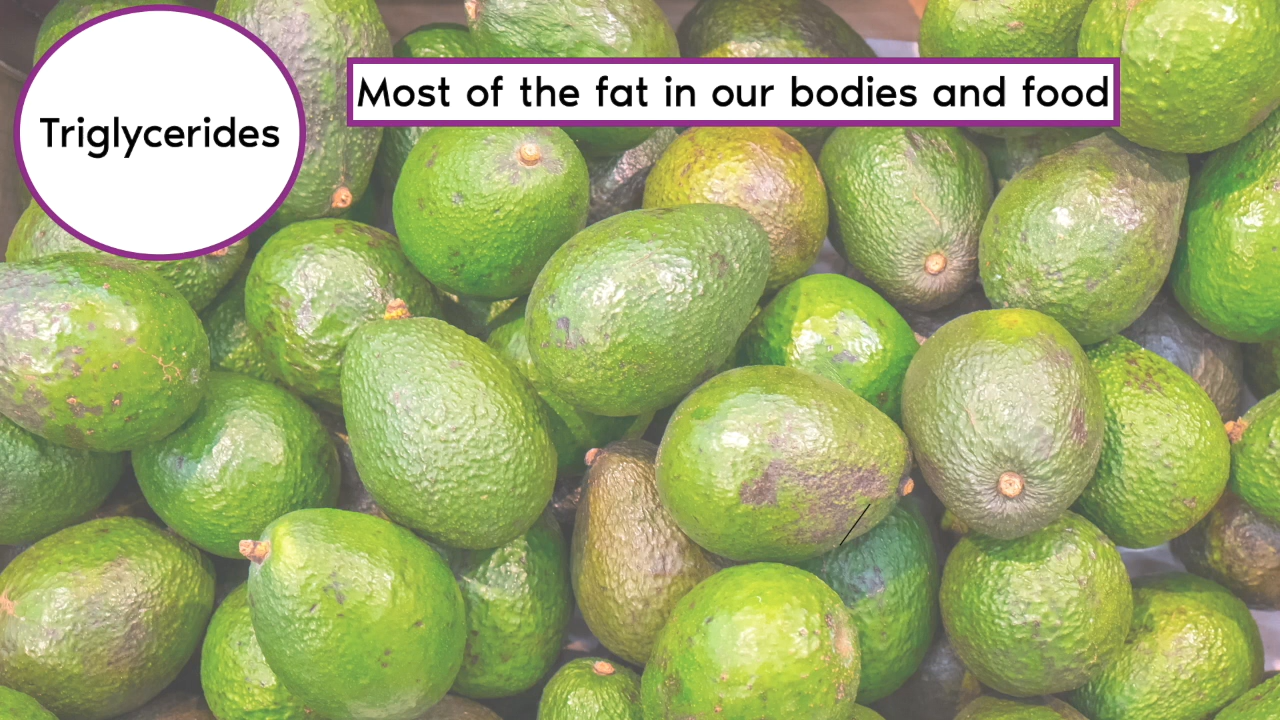 Triglycerides
Most of the fat in our bodies and food